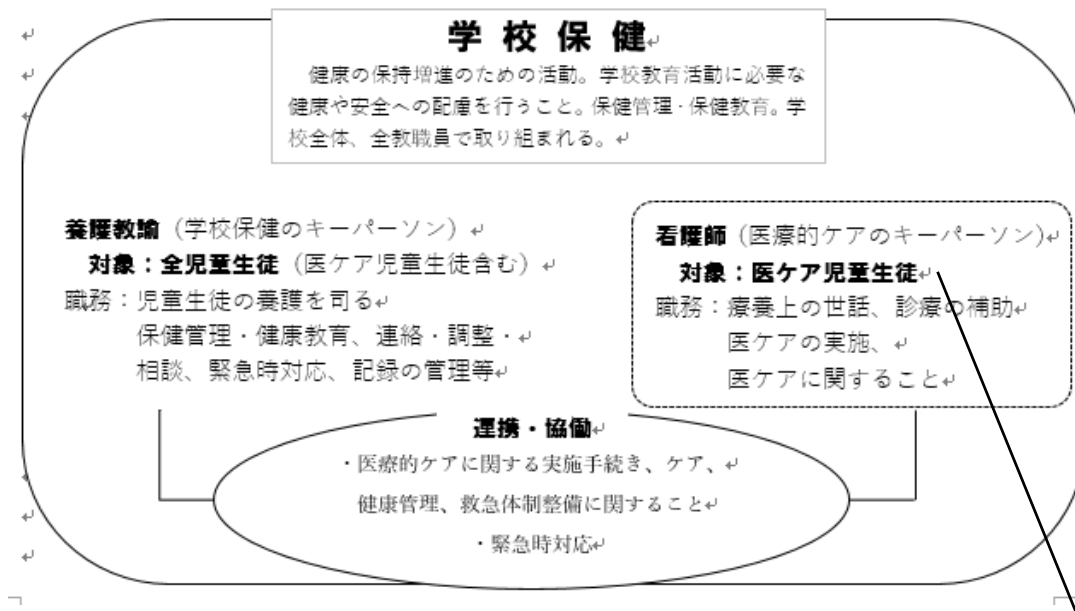 学校保健
健康の保持増進のための活動。学校教育活動に必要な
健康や安全への配慮を行うこと。保健管理・保健教育。学
校全体、全教職員で取り組まれる。
養護教諭（学校保健のキーパーソン）
対象：全児童生徒（医ケア児童生徒含む）
職務：児童生徒の養護を司る
保健管理・健康教育、連絡・調整・
相談、緊急時対応、記録の管理等
看護師（医療的ケアのキーパーソン）
対象：医ケア児童生徒
職務：療養上の世話、診療の補助
医ケアの実施、
医ケアに関すること
連携・協働
・医療的ケアに関する実施手続き、ケア、
健康管理、救急体制整備に関すること
・緊急時対応